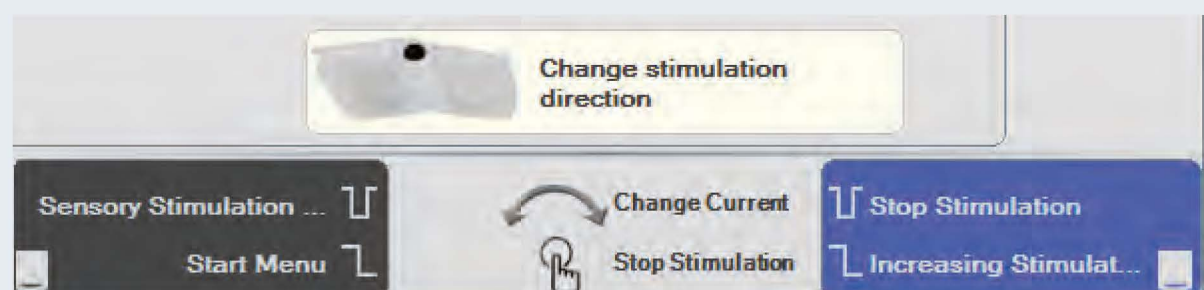 Change stimulation
direction
Sensory Stimulation ...
Start Menu
Change Current
Stop Stimulation
Stop Stimulation
Increasing Stimulat...